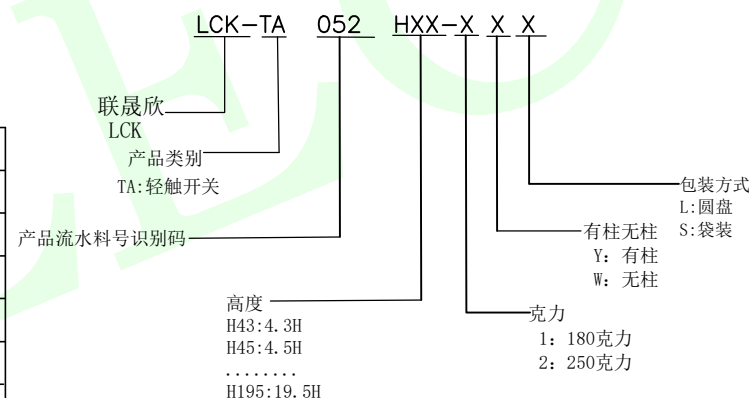 LCK-TA 052 HXX-X X X
联晟欣
LCK
产品类别
TA:轻触开关
产品流水料号识别码
高度
H43:4.3H
H45:4.5H
........
H195:19.5H
克力
1: 180克力
2: 250克力
有柱无柱
Y: 有柱
W: 无柱
包装方式
L:圆盘
S:袋装